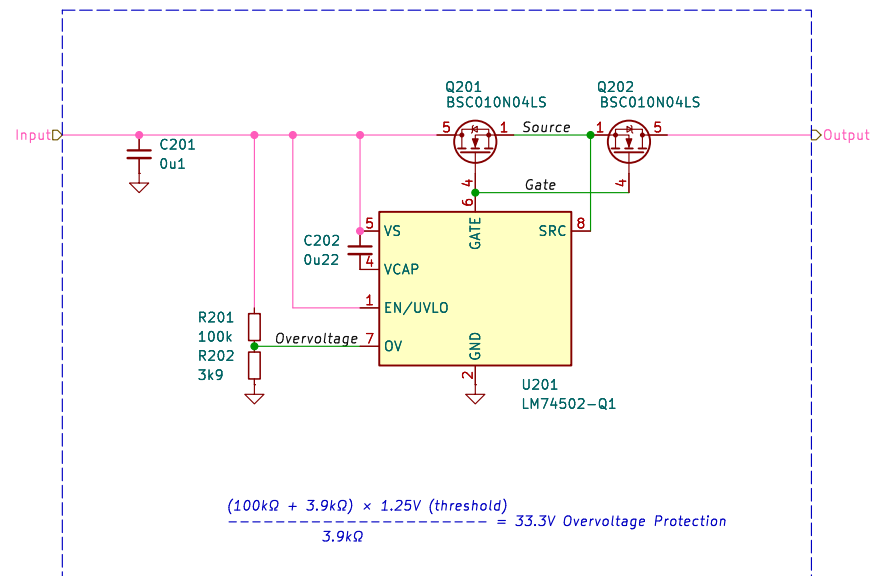 Q201
BSC010N04LS
Q202
BSC010N04LS
Input
5
1
Source
1
5
Output
C201
0u1
4
Gate
4
6
C202
0u22
5
VS
GATE
SRC
8
4
VCAP
1
EN/UVLO
R201
100k
Overvoltage
7
OV
GND
R202
3k9
2
U201
LM74502-Q1
(100kΩ + 3.9kΩ) × 1.25V (threshold)
---------------------- = 33.3V Overvoltage Protection
3.9kΩ